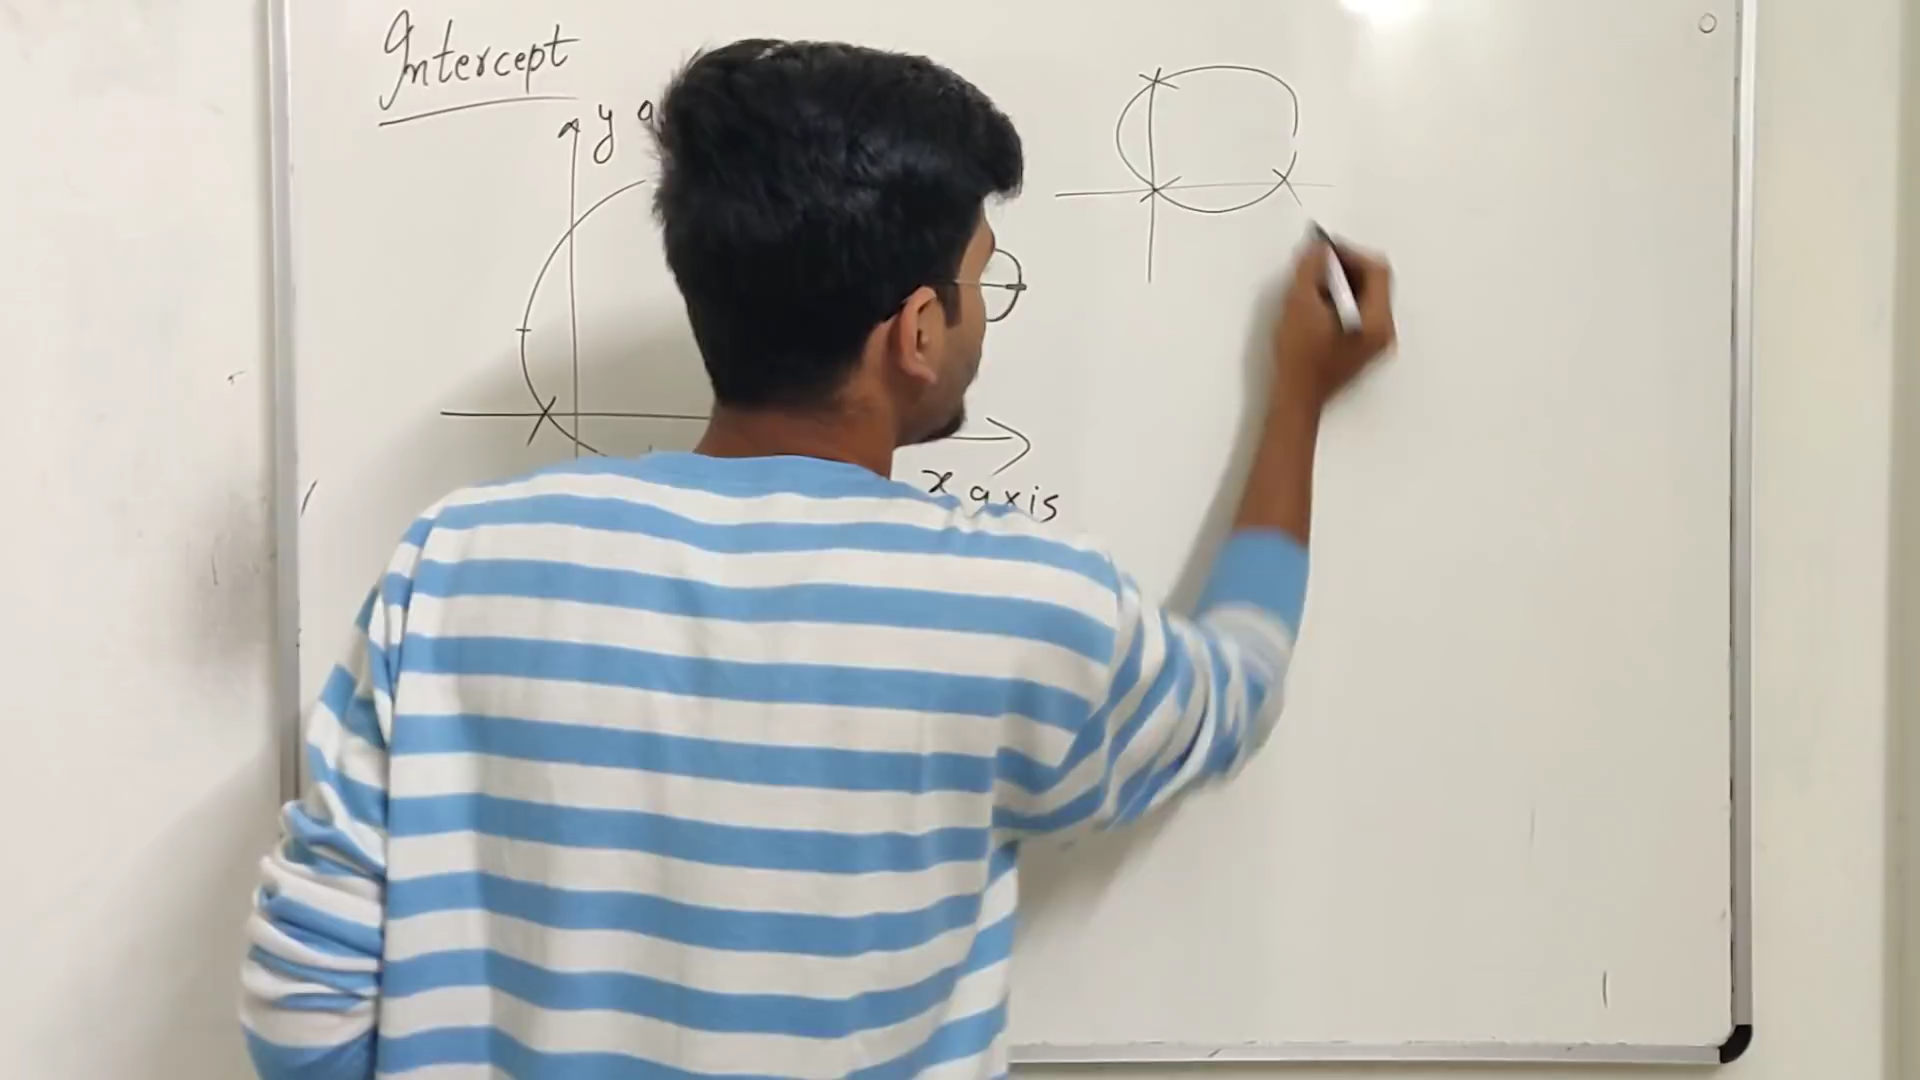 Intercept
y a
x axis